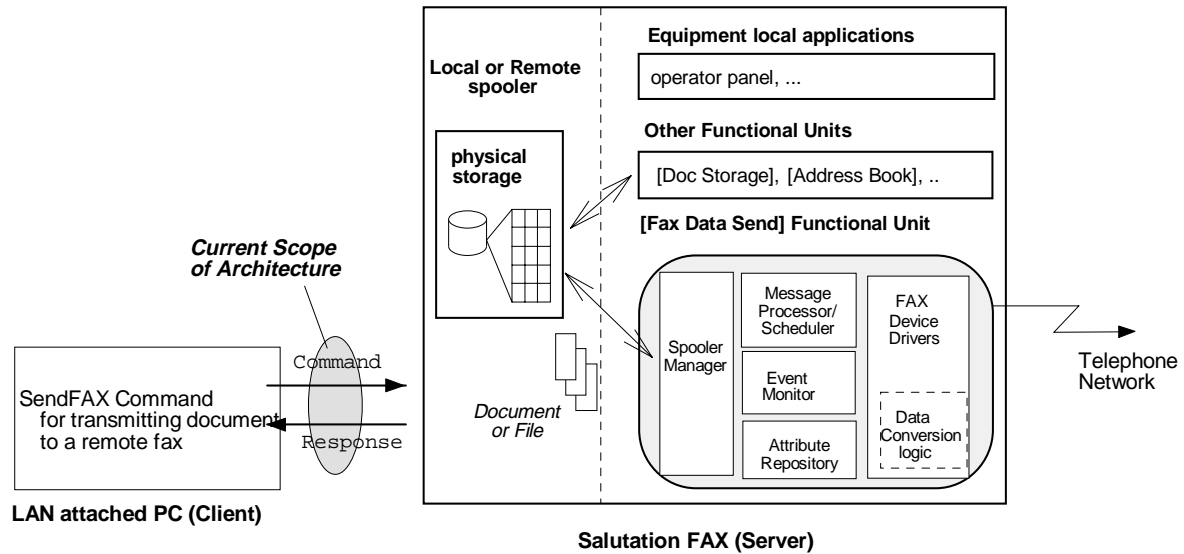 Equipment local applications
operator panel, ...
Local or Remote
spooler
Other Functional Units
[Doc Storage], [Address Book], ..
physical
storage
[Fax Data Send] Functional Unit
Current Scope
of Architecture
Command
Response
SendFAX Command
for transmitting document
to a remote fax
LAN attached PC (Client)
Document
or File
Spooler
Manager
Message
Processor/
Scheduler
Event
Monitor
Attribute
Repository
FAX
Device
Drivers
Data
Conversion
logic
Telephone
Network
Salutation FAX (Server)